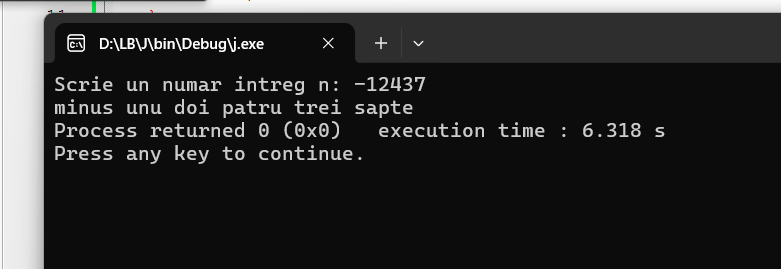 D:\LB\J\bin\Debug\j.exe
Scrie un numar intreg n: -12437
minus unu doi patru trei sapte
Process returned 0 (0x0)   execution time : 6.318 s
Press any key to continue.